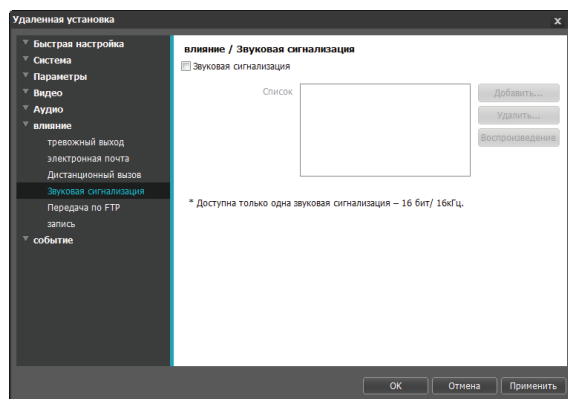 Удаленная установка
x
Быстрая настройка
Система
Параметры
Видео
Аудио
влияние
тревожный выход
электронная почта
Дистанционный вызов
Звуковая сигнализация
Передача по FTP
запись
событие
влияние / Звуковая сигнализация
Звуковая сигнализация
Список
Добавить...
Удалить...
Воспроизведение
* Доступна только одна звуковая сигнализация – 16 бит/ 16кГц.
OK
Отмена
Применить